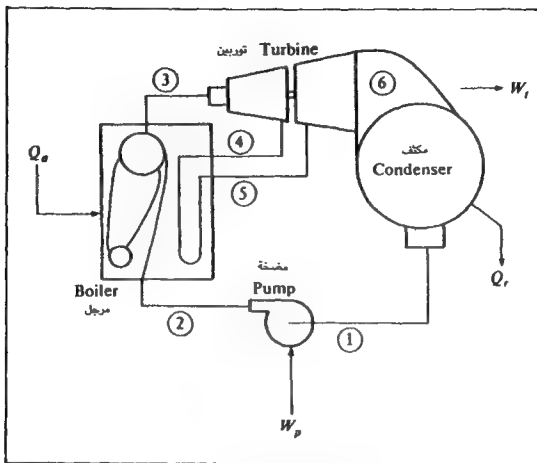 توربين Turbine
③
⑥
W_t
④
Q_a
مكثف
Condenser
⑤
مضخة
Pump
Q_r
Boiler
مرجل
②
①
W_p